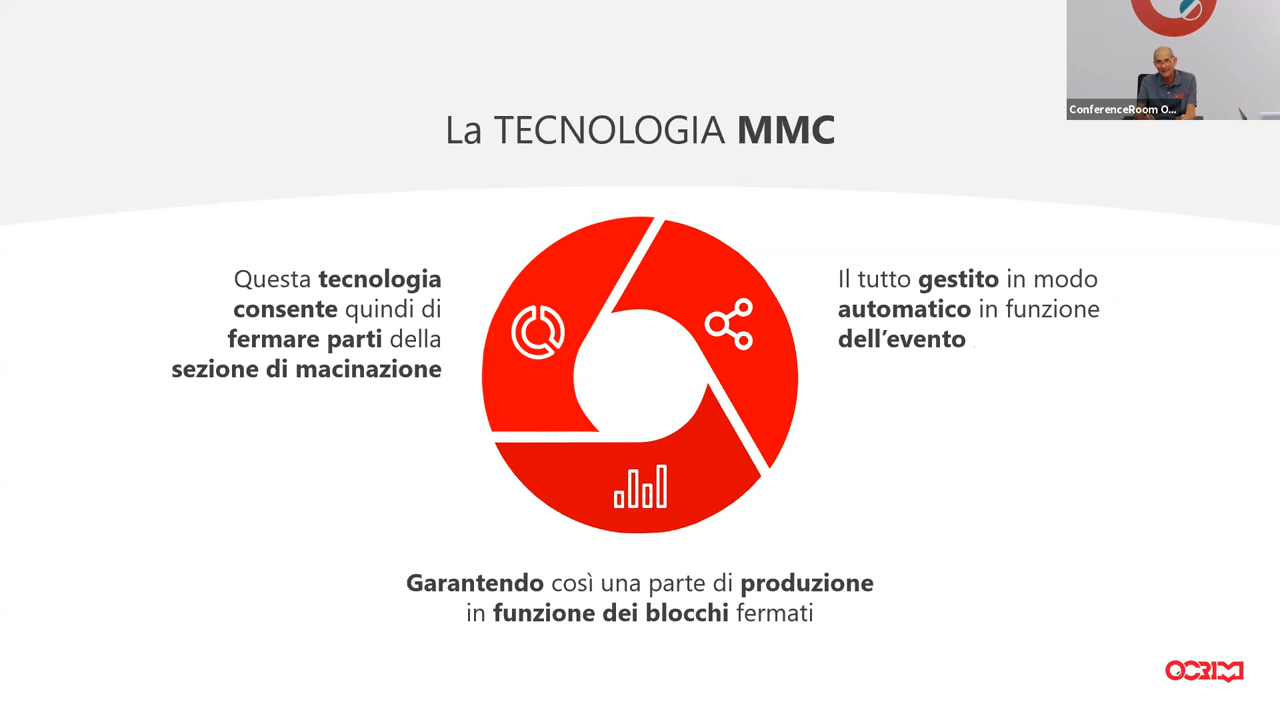 ConferenceRoom O...
La TECNOLOGIA MMC
Questa tecnologia
consente quindi di
fermare parti della
sezione di macinazione
Il tutto gestito in modo
automatico in funzione
dell’evento
Garantendo così una parte di produzione
in funzione dei blocchi fermati
OCRIM